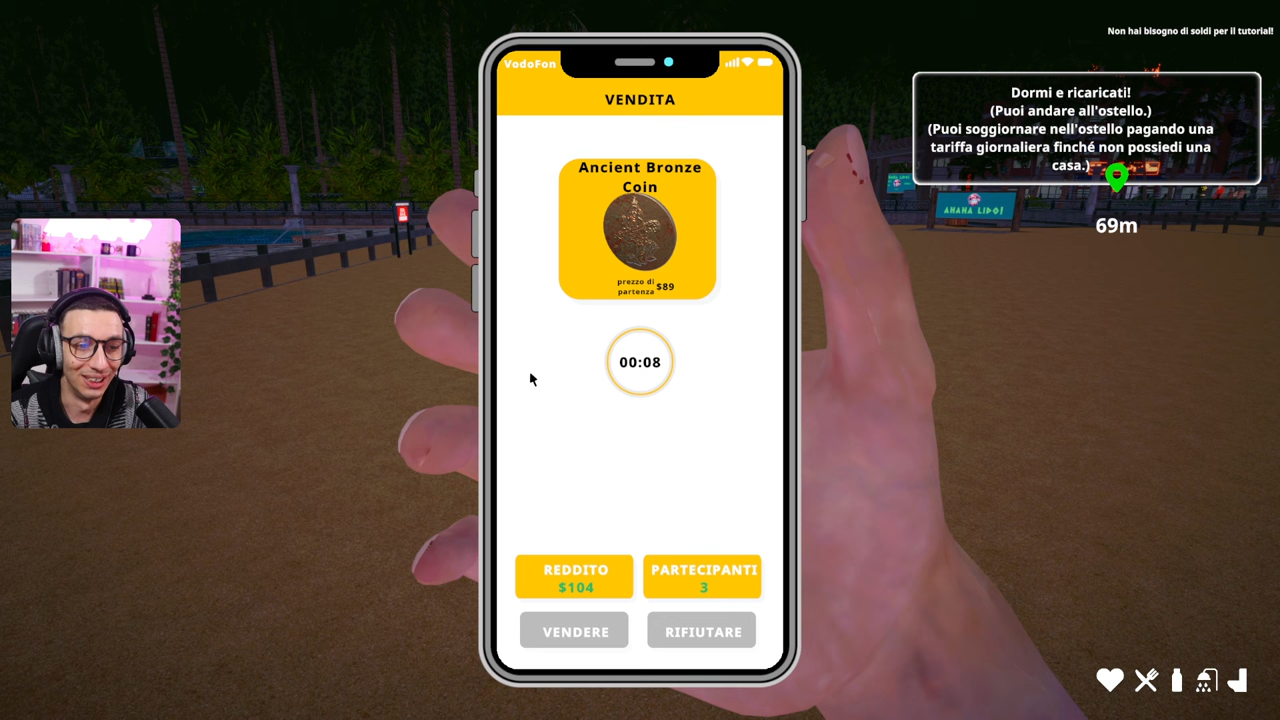 Non hai bisogno di soldi per il tutorial!
VodoFon
VENDITA
Dormi e ricaricati!
(Puoi andare all'ostello.)
(Puoi soggiornare nell'ostello pagando una
tariffa giornaliera finché non possiedi una
casa.)
69m
AHAHA LIDO!
Ancient Bronze
Coin
prezzo di
partenza $89
00:08
REDDITO
$104
PARTECIPANTI
3
VENDERE
RIFIUTARE